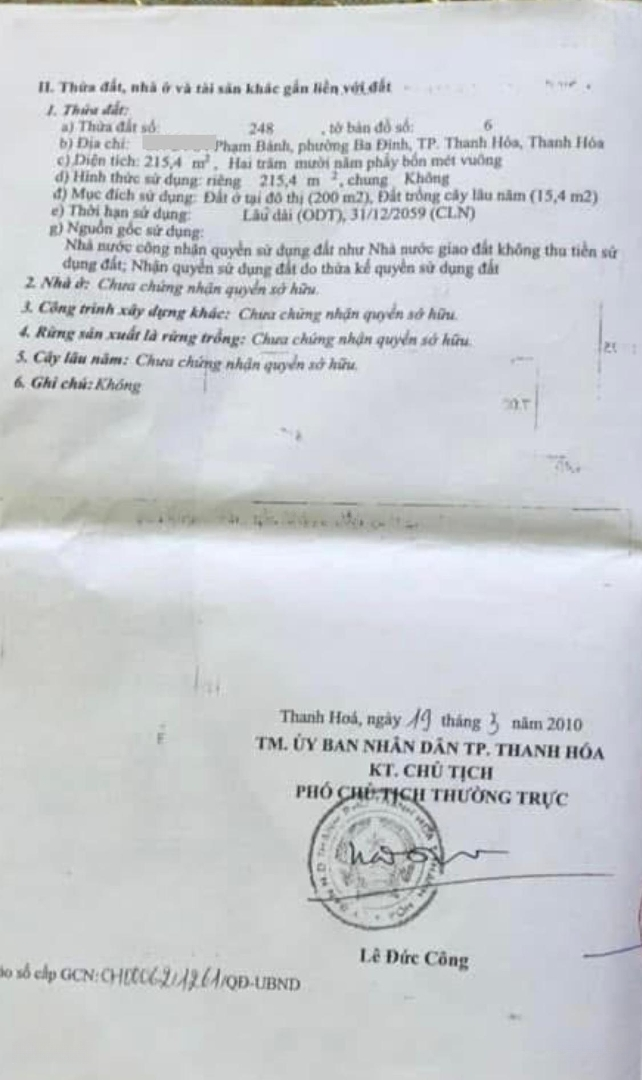 II. Thửa đất, nhà ở và tài sản khác gắn liền với đất
1. Thửa đất:
a) Thửa đất số: 248 , tờ bản đồ số: 6
b) Địa chỉ: Phạm Bành, phường Ba Đình, TP. Thanh Hóa, Thanh Hóa
c) Diện tích: 215,4 m², Hai trăm mười năm phẩy bốn mét vuông
d) Hình thức sử dụng: riêng 215,4 m ², chung Không
đ) Mục đích sử dụng: Đất ở tại đô thị (200 m2), Đất trồng cây lâu năm (15,4 m2)
e) Thời hạn sử dụng: Lâu dài (ODT), 31/12/2059 (CLN)
g) Nguồn gốc sử dụng:
Nhà nước công nhận quyền sử dụng đất như Nhà nước giao đất không thu tiền sử
dụng đất; Nhận quyền sử dụng đất do thừa kế quyền sử dụng đất
2. Nhà ở: Chưa chứng nhận quyền sở hữu.
3. Công trình xây dựng khác: Chưa chứng nhận quyền sở hữu.
4. Rừng sản xuất là rừng trồng: Chưa chứng nhận quyền sở hữu.
5. Cây lâu năm: Chưa chứng nhận quyền sở hữu.
6. Ghi chú: Không
Thanh Hoá, ngày 19 tháng 3 năm 2010
TM. ỦY BAN NHÂN DÂN TP. THANH HÓA
KT. CHỦ TỊCH
PHÓ CHỦ TỊCH THƯỜNG TRỰC
Lê Đức Công
số cấp GCN: /QĐ-UBND